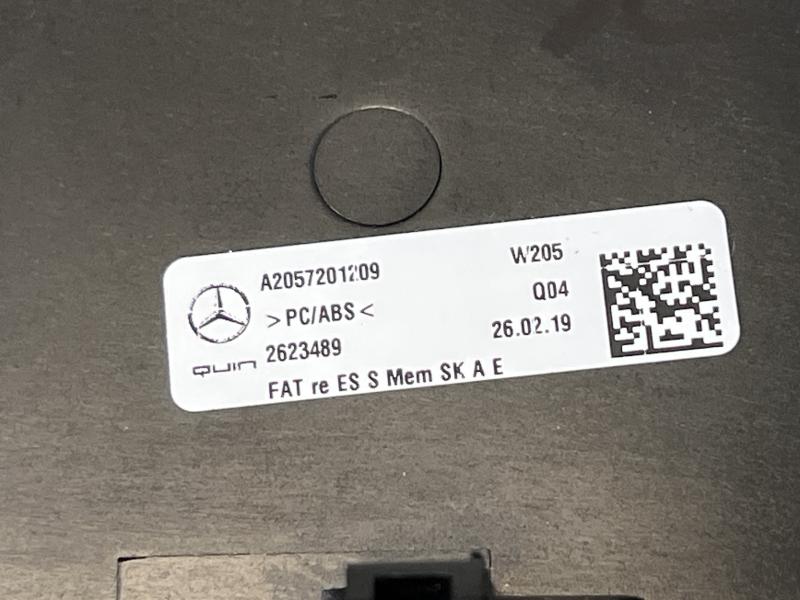 A2057201209 W205
>PC/ABS< Q04
QUIN 2623489 26.02.19
FAT re ES S Mem SK A E